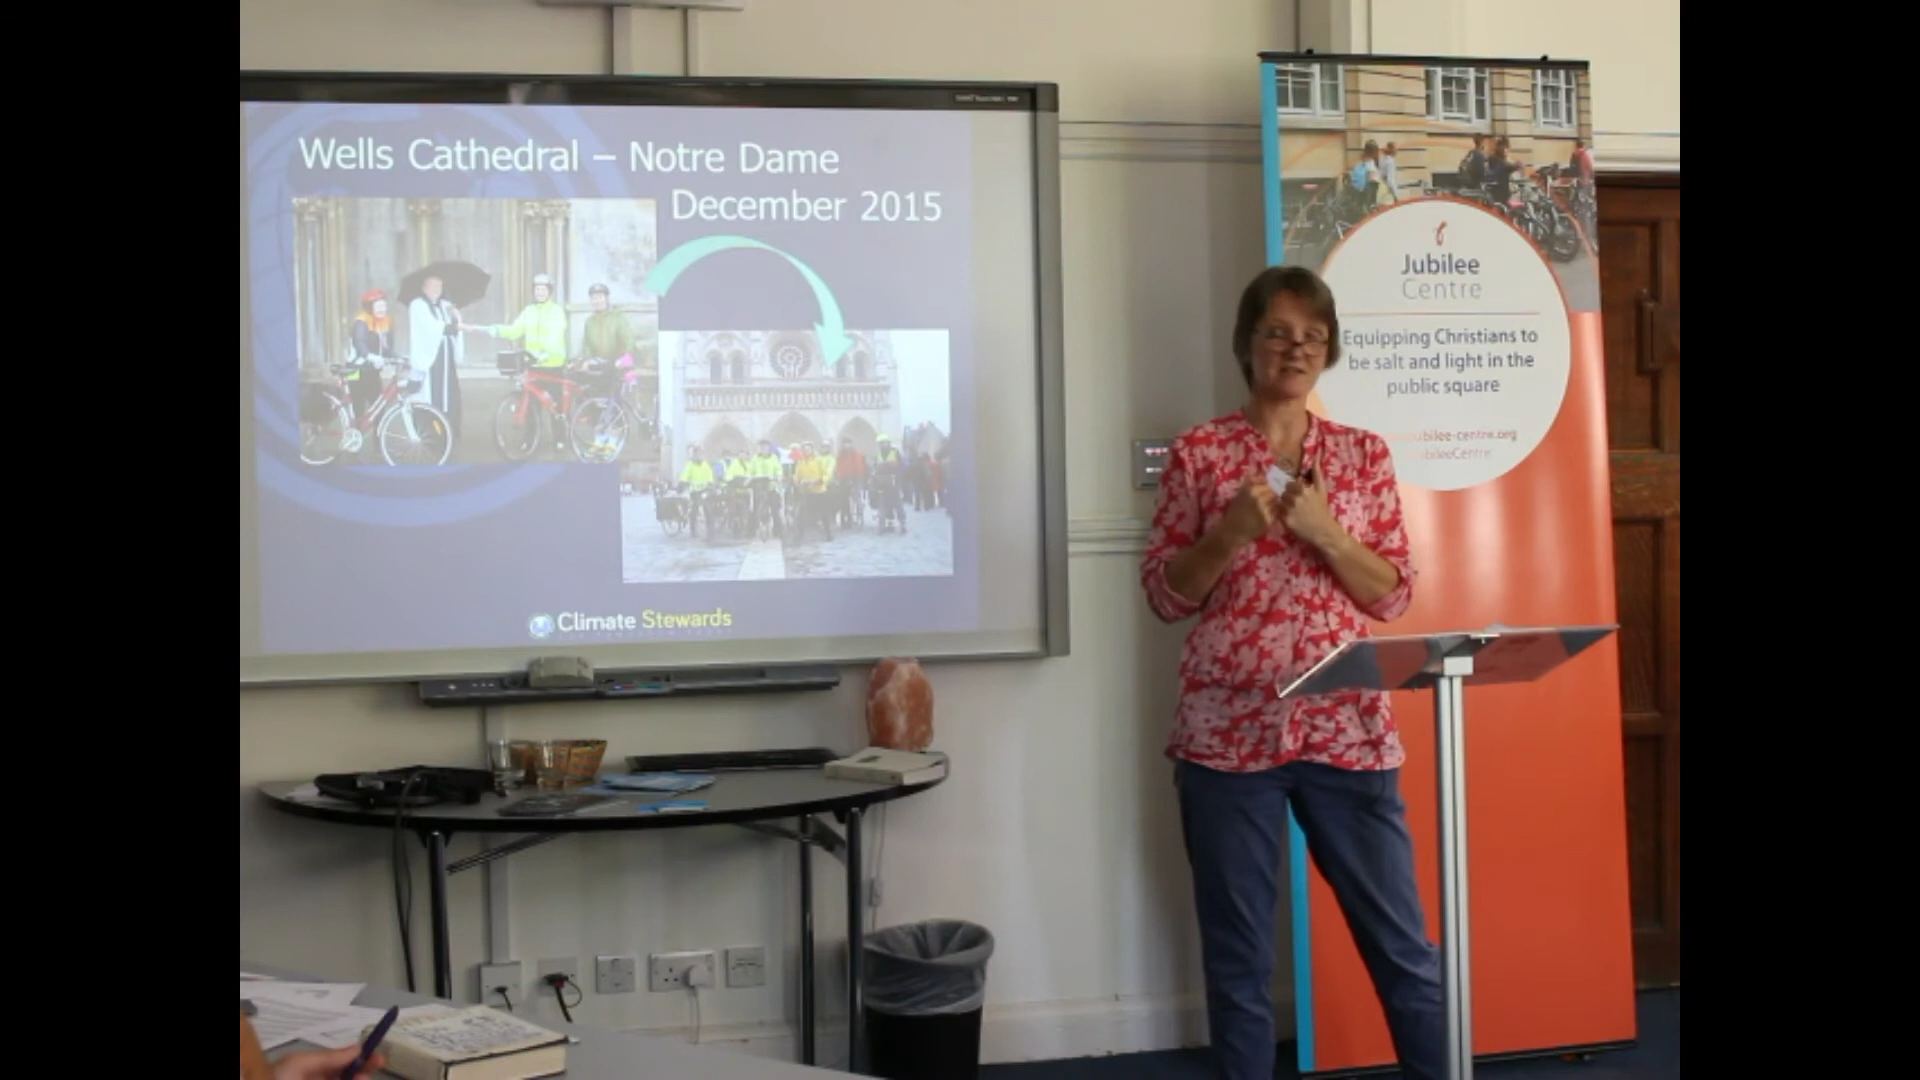 Wells Cathedral – Notre Dame
December 2015
Climate Stewards
Jubilee
Centre
Equipping Christians to
be salt and light in the
public square